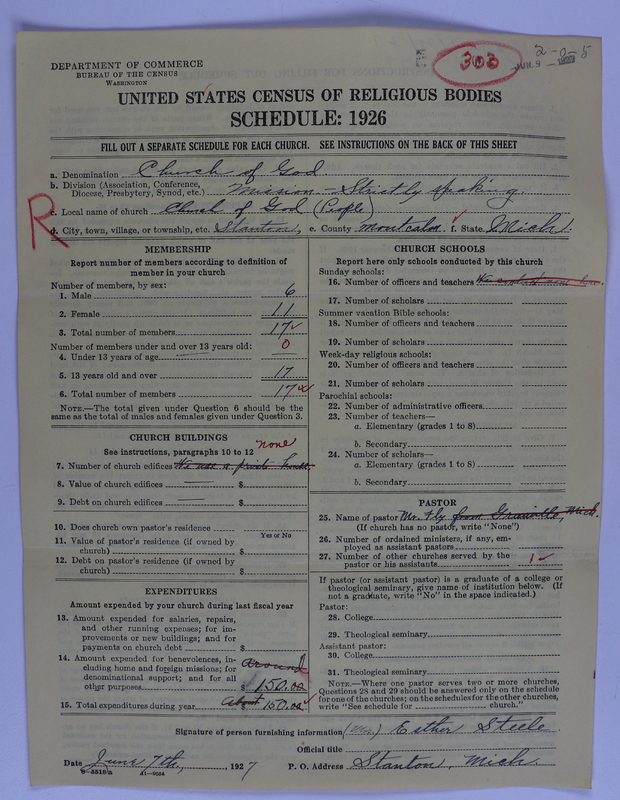 303
JUN 9
DEPARTMENT OF COMMERCE
BUREAU OF THE CENSUS
WASHINGTON
UNITED STATES CENSUS OF RELIGIOUS BODIES
SCHEDULE: 1926
FILL OUT A SEPARATE SCHEDULE FOR EACH CHURCH. SEE INSTRUCTIONS ON THE BACK OF THIS SHEET
a. Denomination Church of God
b. Division (Association, Conference, Diocese, Presbytery, Synod, etc.) Mission - Strictly speaking.
c. Local name of church Church of God (People)
R
d. City, town, village, or township, etc. Stanton, e. County Montcalm f. State Mich.
MEMBERSHIP
Report number of members according to definition of
member in your church
Number of members, by sex:
1. Male 6
2. Female 11
3. Total number of members 17
Number of members under and over 13 years old: 0
4. Under 13 years of age
5. 13 years old and over 17
6. Total number of members 17
NOTE.—The total given under Question 6 should be the
same as the total of males and females given under Question 3.
CHURCH BUILDINGS
See instructions, paragraphs 10 to 12 none
7. Number of church edifices We use a private house.
8. Value of church edifices $
9. Debt on church edifices $
10. Does church own pastor's residence
Yes or No
11. Value of pastor's residence (if owned by
church) $
12. Debt on pastor's residence (if owned by
church) $
EXPENDITURES
Amount expended by your church during last fiscal year
13. Amount expended for salaries, repairs,
and other running expenses; for im-
provements or new buildings; and for
payments on church debt $
14. Amount expended for benevolences, in-
cluding home and foreign missions; for
denominational support; and for all
other purposes around $ 150.00
15. Total expenditures during year About 150.00
CHURCH SCHOOLS
Report here only schools conducted by this church
Sunday schools:
16. Number of officers and teachers
17. Number of scholars
Summer vacation Bible schools:
18. Number of officers and teachers
19. Number of scholars
Week-day religious schools:
20. Number of officers and teachers
21. Number of scholars
Parochial schools:
22. Number of administrative officers
23. Number of teachers—
a. Elementary (grades 1 to 8)
b. Secondary
24. Number of scholars—
a. Elementary (grades 1 to 8)
b. Secondary
PASTOR
25. Name of pastor Mr. Fly from Mich.
(If church has no pastor, write "None")
26. Number of ordained ministers, if any, em-
ployed as assistant pastors
27. Number of other churches served by the
pastor or his assistants 1
If pastor (or assistant pastor) is a graduate of a college or
theological seminary, give name of institution below. (If
not a graduate, write "No" in the space indicated.)
Pastor:
28. College
29. Theological seminary
Assistant pastor:
30. College
31. Theological seminary
NOTE.—Where one pastor serves two or more churches,
Questions 28 and 29 should be answered only on the schedule
for one of the churches; on schedules for the other churches,
write "See schedule for church."
Signature of person furnishing information (Mrs.) Esther Steele
Official title
Date June 7th, 1927 P. O. Address Stanton, Mich.